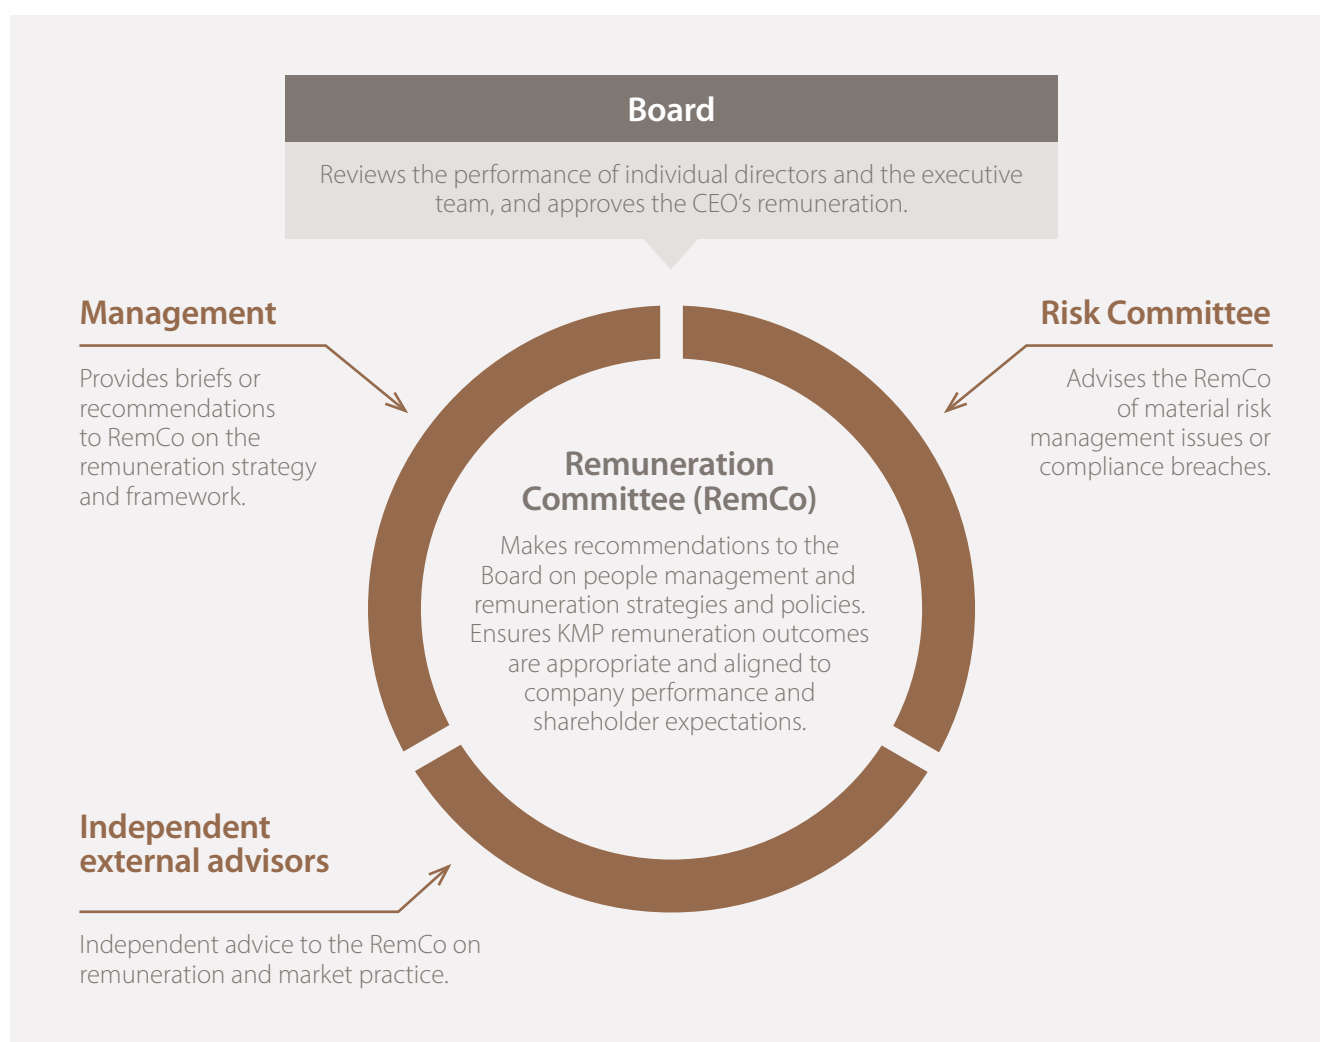 Board
Reviews the performance of individual directors and the executive
team, and approves the CEO’s remuneration.
Management
Provides briefs or
recommendations
to RemCo on the
remuneration strategy
and framework.
Risk Committee
Advises the RemCo
of material risk
management issues or
compliance breaches.
Remuneration
Committee (RemCo)
Makes recommendations to the
Board on people management and
remuneration strategies and policies.
Ensures KMP remuneration outcomes
are appropriate and aligned to
company performance and
shareholder expectations.
Independent
external advisors
Independent advice to the RemCo on
remuneration and market practice.